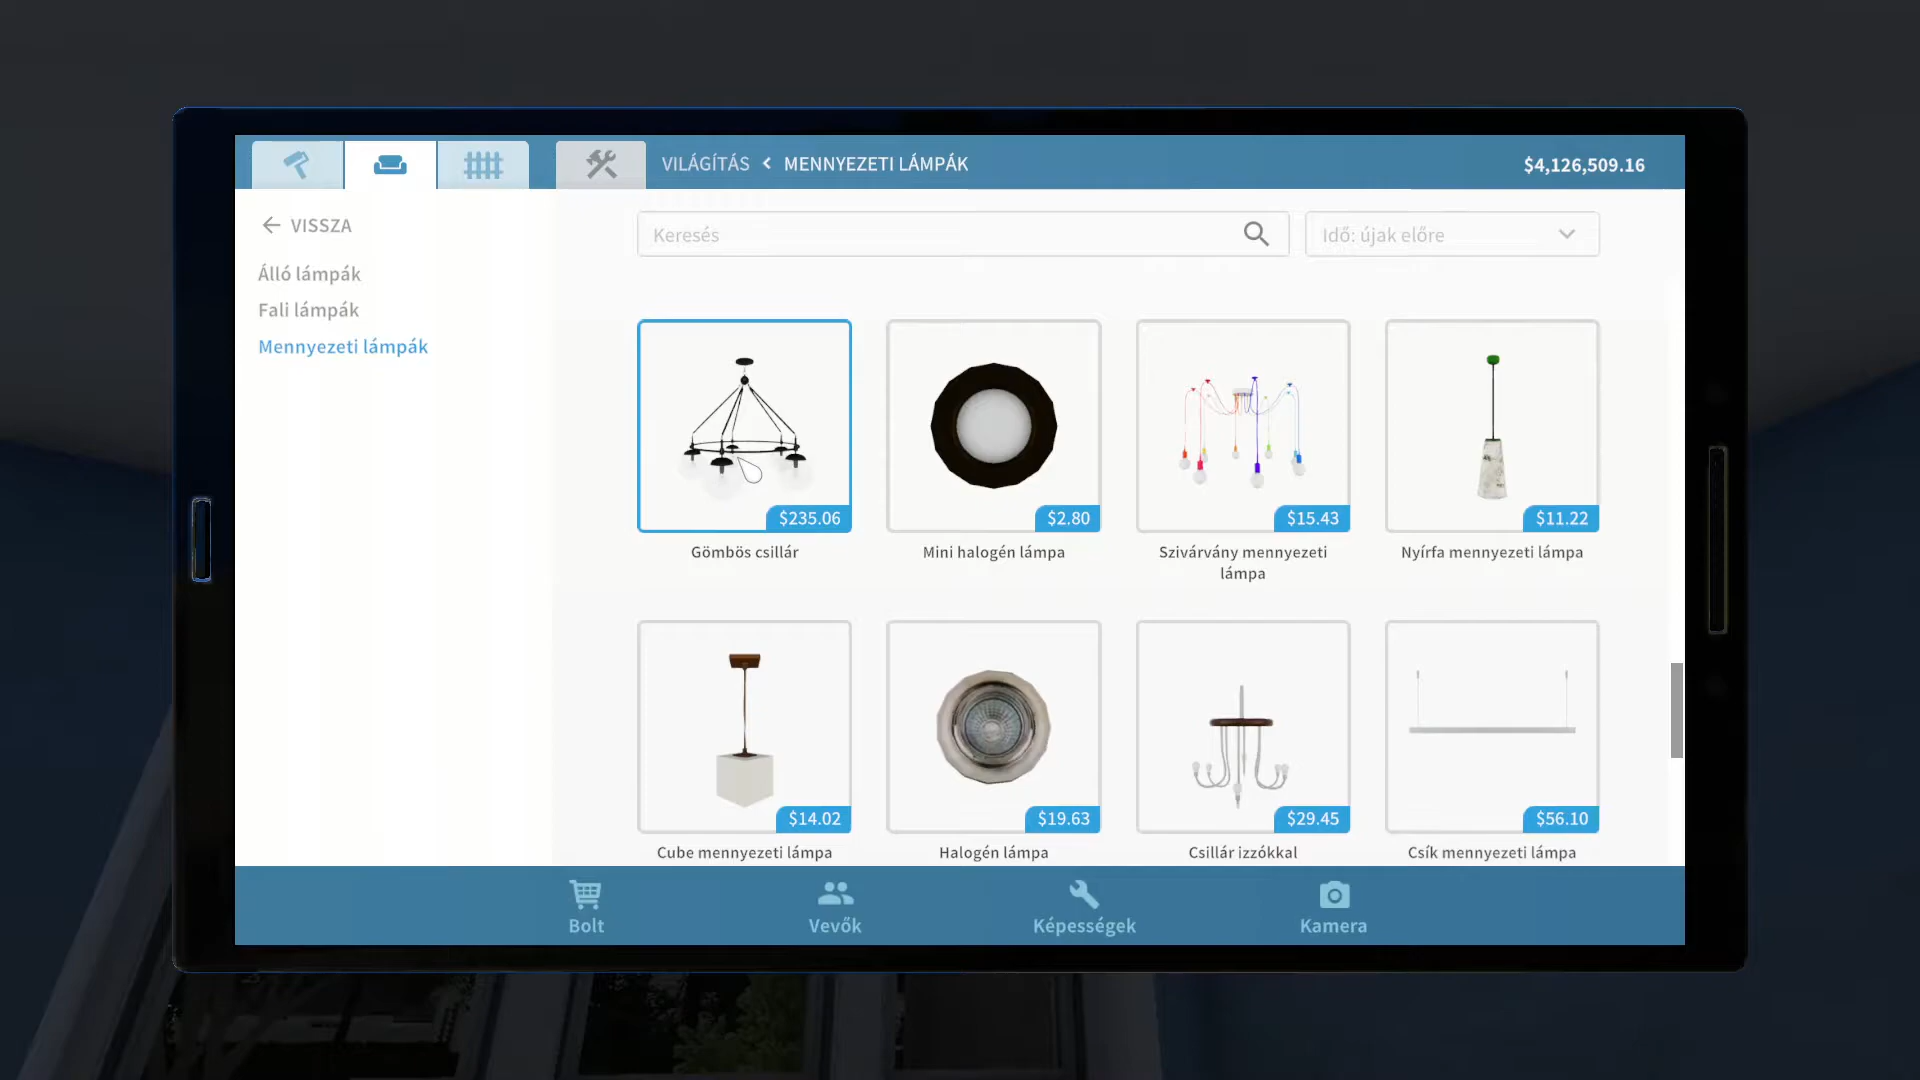 VILÁGÍTÁS < MENNYEZETI LÁMPÁK
$4,126,509.16
VISSZA
Keresés
Idő: újak előre
Álló lámpák
Fali lámpák
Mennyezeti lámpák
$235.06
$2.80
$15.43
$11.22
Gömbös csillár
Mini halogén lámpa
Szivárvány mennyezeti
lámpa
Nyírfa mennyezeti lámpa
$14.02
$19.63
$29.45
$56.10
Cube mennyezeti lámpa
Halogén lámpa
Csillár izzókkal
Csík mennyezeti lámpa
Bolt
Vevők
Képességek
Kamera